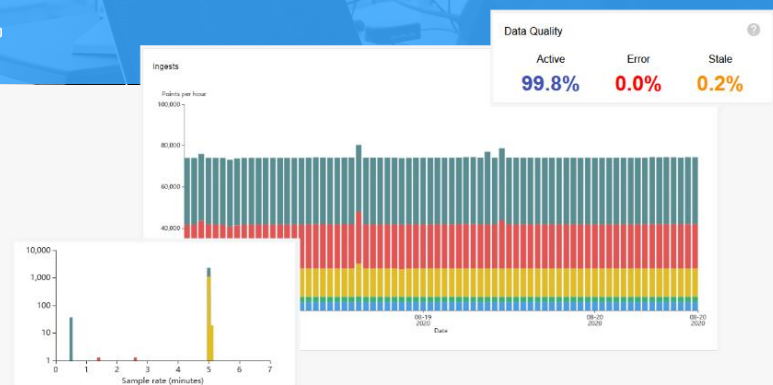 Data Quality
Active Error Stale
99.8% 0.0% 0.2%
Ingests
Points per hour
100,000
80,000
60,000
40,000
08-19
2020
08-20
2020
08-20
2020
Date
10,000
1,000
100
10
1
0 1 2 3 4 5 6 7
Sample rate (minutes)